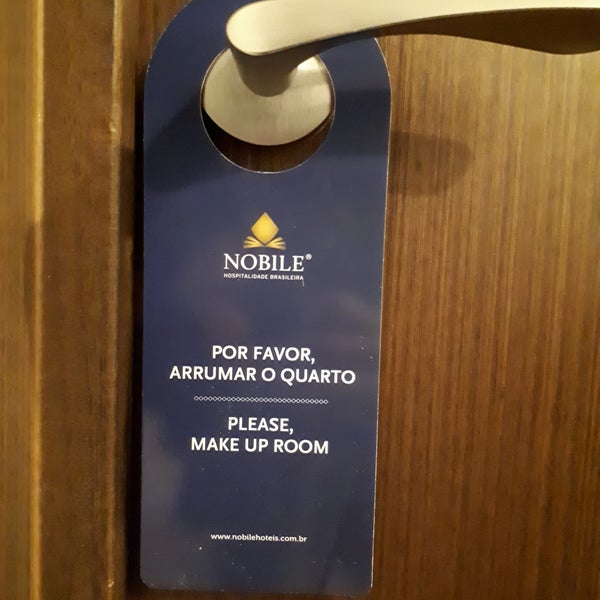 NOBILE®
HOSPITALIDADE BRASILEIRA
POR FAVOR,
ARRUMAR O QUARTO
PLEASE,
MAKE UP ROOM
www.nobilehoteis.com.br